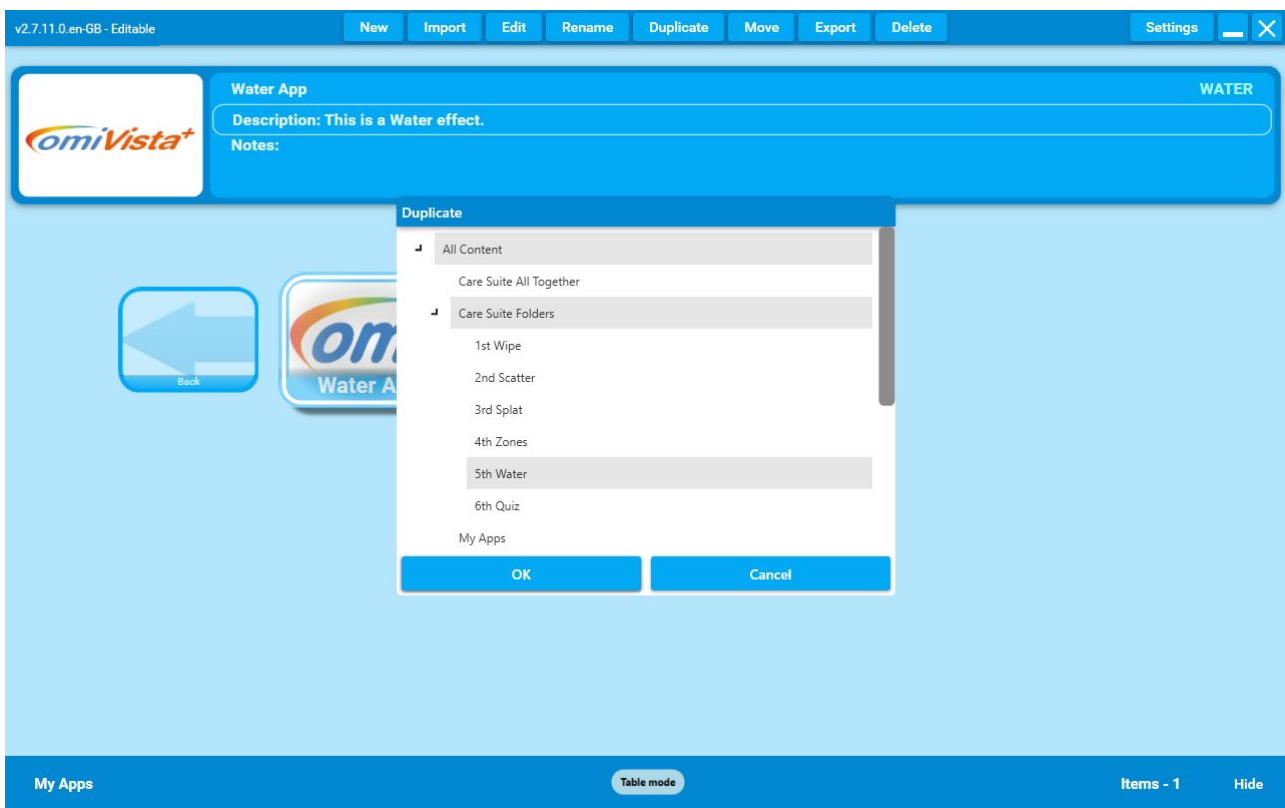 v2.7.11.0.en-GB - Editable New Import Edit Rename Duplicate Move Export Delete Settings
omiVista+
Water App WATER
Description: This is a Water effect.
Notes:
Duplicate
All Content
Care Suite All Together
Care Suite Folders
1st Wipe
2nd Scatter
3rd Splat
4th Zones
5th Water
6th Quiz
My Apps
OK Cancel
Back
om
Water A
My Apps Table mode Items - 1 Hide